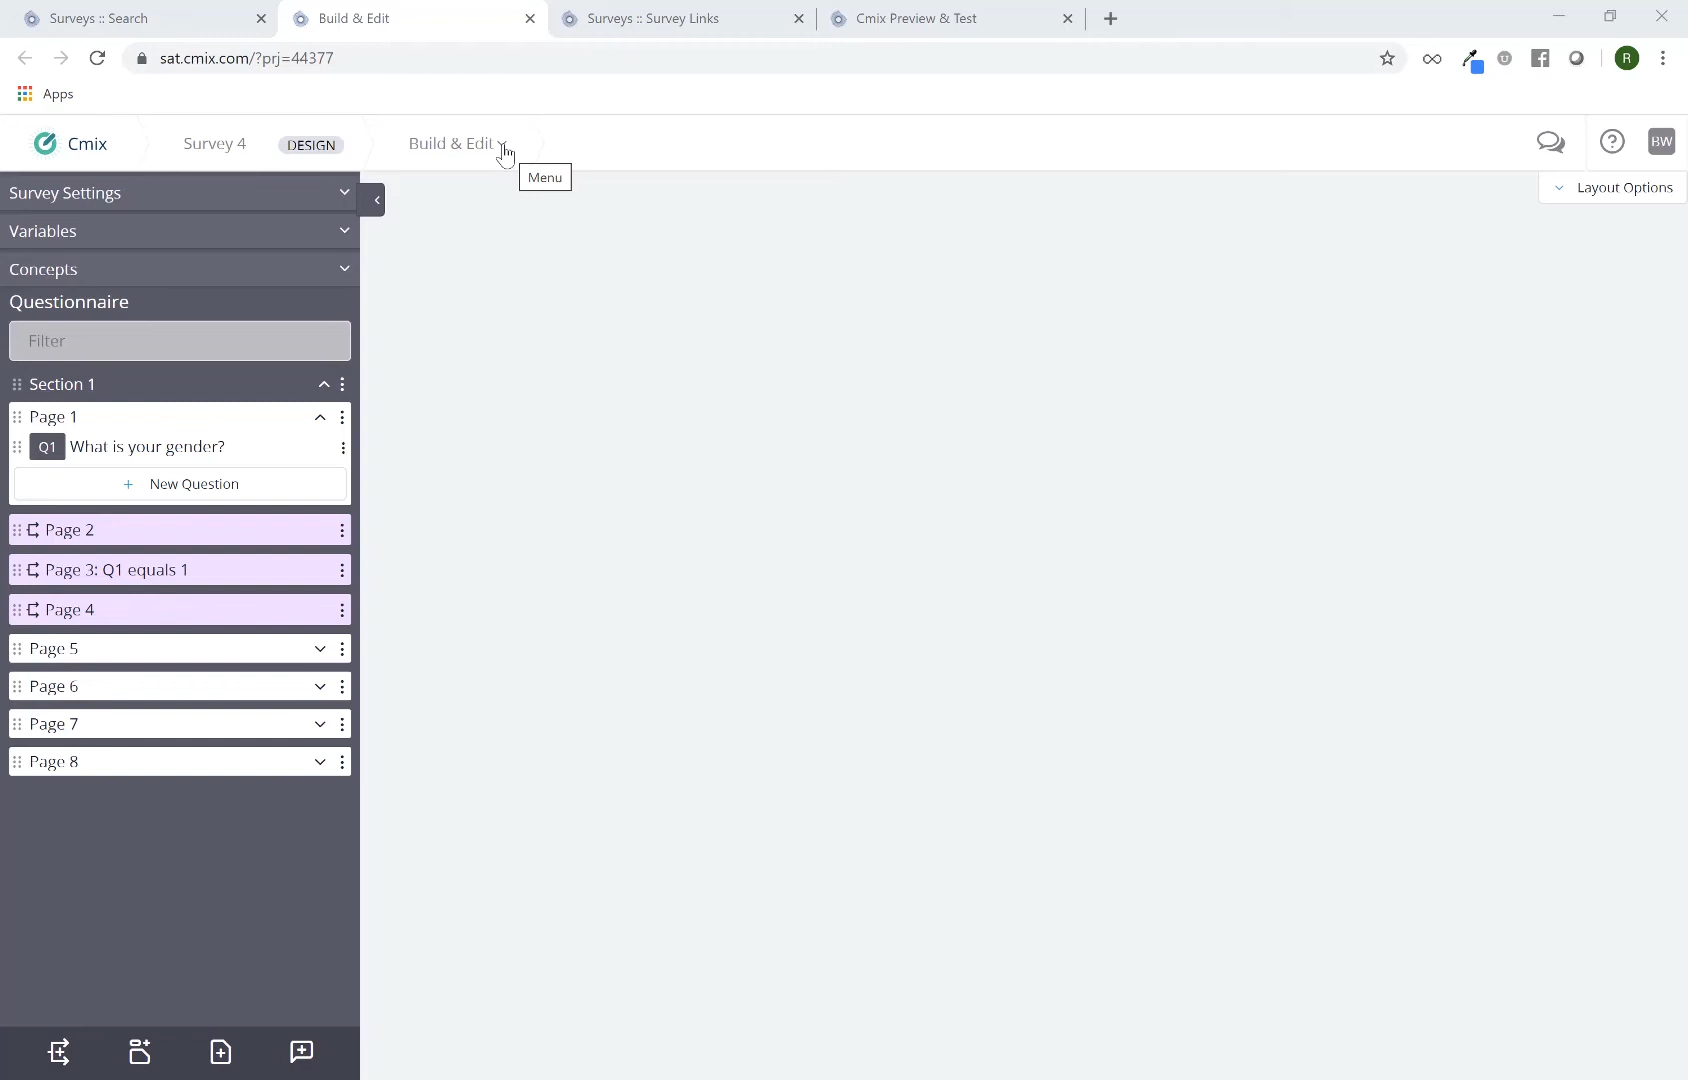 Surveys :: Search
Build & Edit
Surveys :: Survey Links
Cmix Preview & Test
sat.cmix.com/?prj=44377
R
Apps
Cmix
Survey 4
DESIGN
Build & Edit
BW
Menu
Layout Options
Survey Settings
Variables
Concepts
Questionnaire
Filter
Section 1
Page 1
Q1 What is your gender?
+ New Question
Page 2
Page 3: Q1 equals 1
Page 4
Page 5
Page 6
Page 7
Page 8